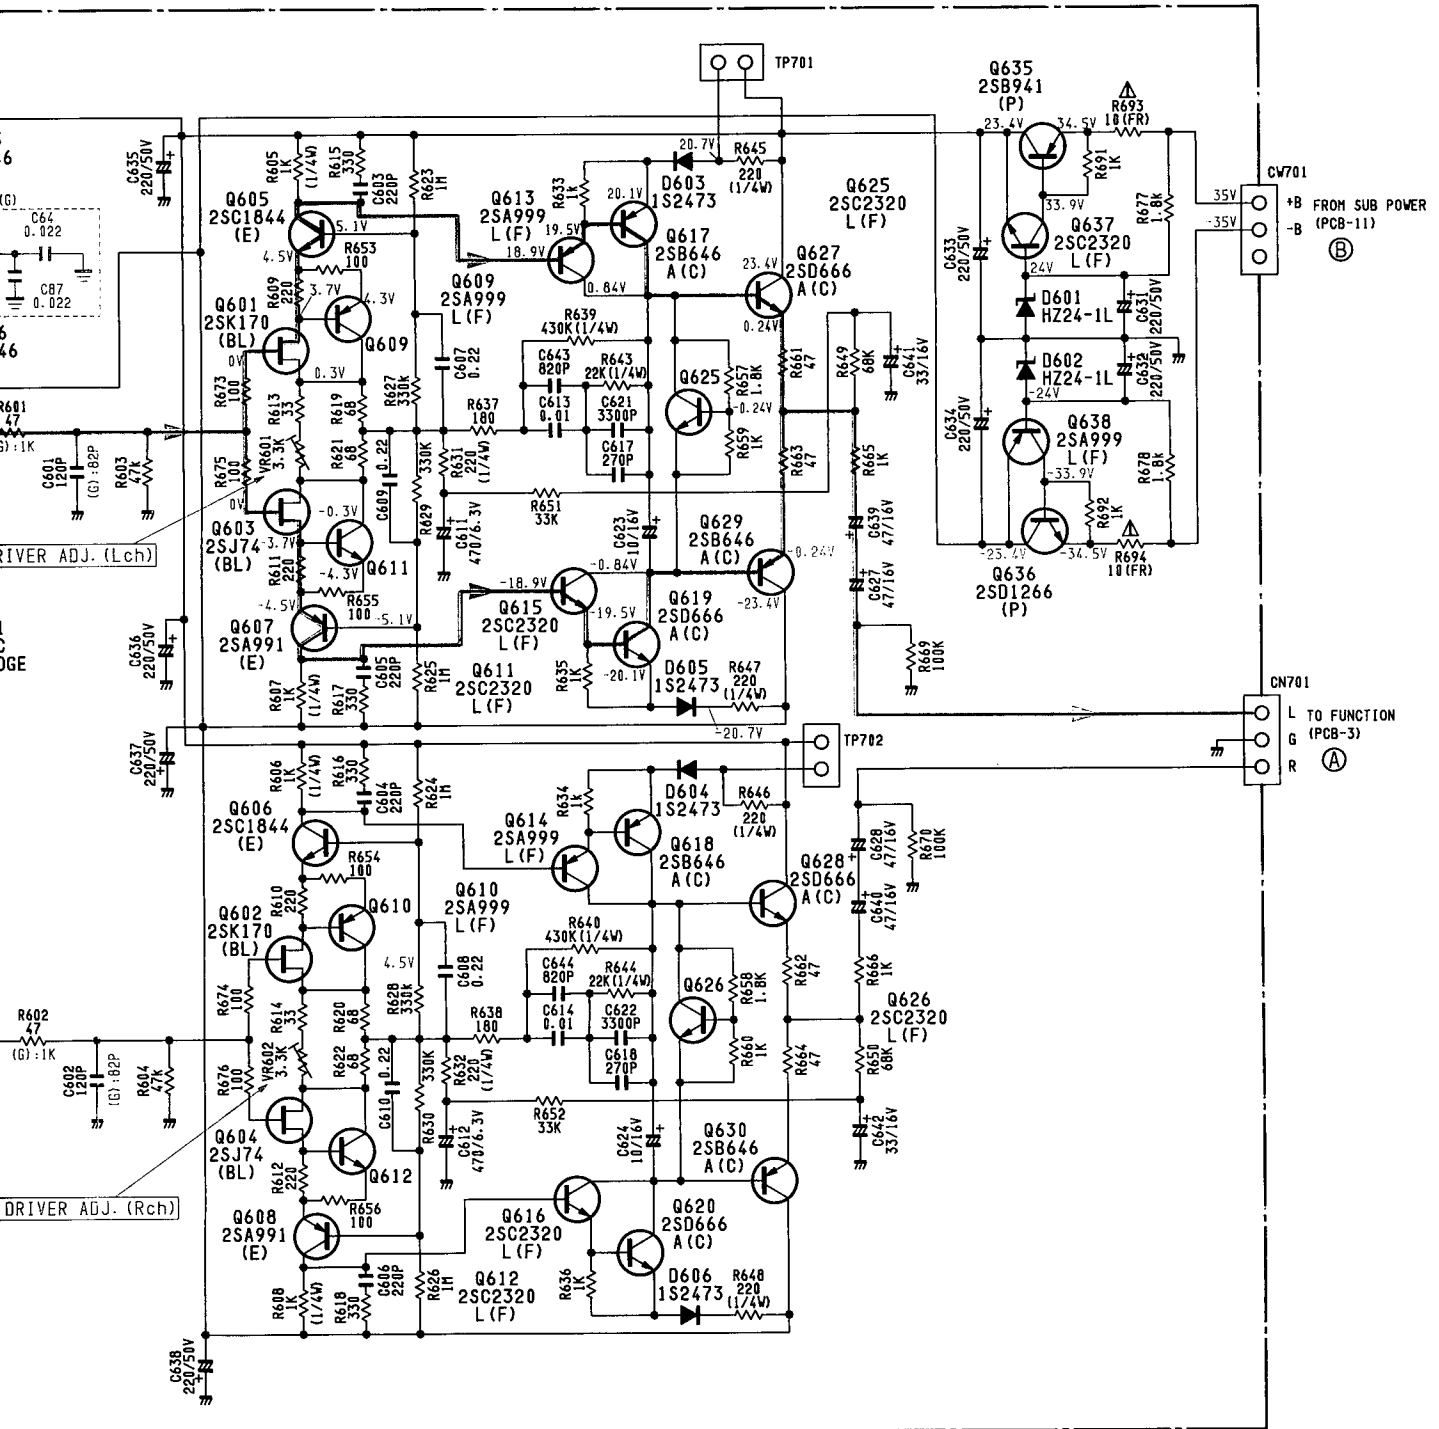 TP701
Q635
2SB941
(P)
R693
10(FR)
23.4V
34.5V
R691
1K
33.9V
Q637
2SC2320
L(F)
R677
1.8K
CW701
35V
+B
-35V
-B
FROM SUB POWER
(PCB-11)
B
24V
C633
220/50V
D601
HZ24-1L
C631
220/50V
D602
HZ24-1L
C632
220/50V
-24V
C634
220/50V
Q638
2SA999
L(F)
R678
1.8k
-33.9V
R692
1K
-23.4V
-34.5V
R694
10(FR)
Q636
2SD1266
(P)
6
(G)
C64
0.022
C87
0.022
6
46
R601
47
(G):1K
C601
120P
(G):82P
R603
47k
DRIVER ADJ.(Lch)
C635
220/50V
R605
1K
(1/4W)
R615
330
C603
220P
R623
1M
Q605
2SC1844
(E)
5.1V
4.5V
R653
100
R609
220
3.7V
4.3V
Q601
2SK170
(BL)
0V
Q609
Q609
2SA999
L(F)
0.3V
R673
100
R613
33
R619
68
R627
330k
C607
0.22
VR601
3.3K
R621
68
R675
100
C609
0.22
330K
R629
R631
220
(1/4W)
R637
180
0V
Q603
2SJ74
(BL)
-0.3V
-3.7V
R611
220
-4.3V
Q611
C611
470/6.3V
-4.5V
R655
100
-5.1V
Q607
2SA991
(E)
R607
1K
(1/4W)
R617
330
C605
220P
R625
1M
Q611
2SC2320
L(F)
C636
220/50V
C637
220/50V
Q613
2SA999
L(F)
R633
1k
19.5V
18.9V
20.1V
20.7V
D603
1S2473
R645
220
(1/4W)
Q617
2SB646
A(C)
0.84V
Q625
2SC2320
L(F)
Q627
2SD666
A(C)
23.4V
0.24V
R639
430K(1/4W)
C643
820P
R643
22K(1/4W)
C613
0.01
C621
3300P
C617
270P
Q625
R657
1.8K
-0.24V
R659
1K
R661
47
R663
47
R649
68K
C641
33/16V
R665
1K
R651
33K
C623
10/16V
Q629
2SB646
A(C)
-0.24V
-23.4V
C639
47/16V
C627
47/16V
-18.9V
-0.84V
Q615
2SC2320
L(F)
-19.5V
Q619
2SD666
A(C)
R635
1K
-20.1V
D605
1S2473
R647
220
(1/4W)
-20.7V
R669
100K
CN701
L
TO FUNCTION
(PCB-3)
G
A
R
TP702
R606
1K
(1/4W)
R616
330
C604
220P
R624
1M
Q606
2SC1844
(E)
R654
100
R610
220
Q610
Q602
2SK170
(BL)
Q610
2SA999
L(F)
4.5V
R674
100
R614
33
R620
68
R628
330k
C608
0.22
R602
47
(G):1K
C602
120P
(G):82P
R604
47k
R676
100
VR602
3.3K
R622
68
C610
0.22
330K
R630
R632
220
(1/4W)
R638
180
Q604
2SJ74
(BL)
R612
220
Q612
C612
470/6.3V
DRIVER ADJ.(Rch)
Q608
2SA991
(E)
R656
100
R608
1K
(1/4W)
R618
330
C606
220P
R626
1M
Q612
2SC2320
L(F)
C638
220/50V
R634
1k
Q614
2SA999
L(F)
D604
1S2473
R646
220
(1/4W)
Q618
2SB646
A(C)
Q628
2SD666
A(C)
C628
47/16V
R670
100K
C640
47/16V
R640
430K(1/4W)
C644
820P
R644
22K(1/4W)
C614
0.01
C622
3300P
C618
270P
Q626
R658
1.8K
R660
1K
R662
47
R664
47
R666
1K
Q626
2SC2320
L(F)
R650
68K
R652
33K
C624
10/16V
Q630
2SB646
A(C)
C642
33/16V
Q616
2SC2320
L(F)
Q620
2SD666
A(C)
R636
1K
D606
1S2473
R648
220
(1/4W)